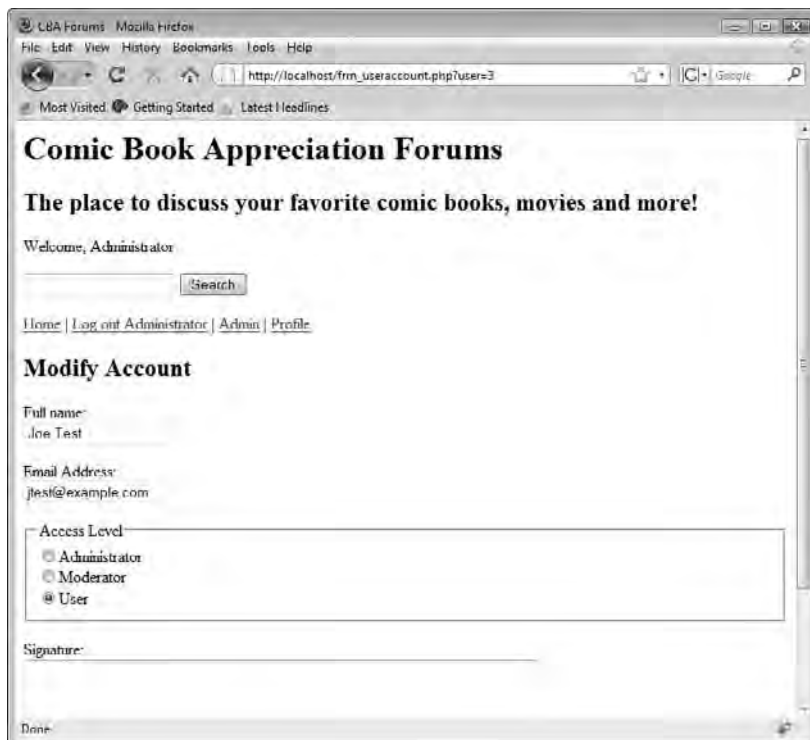 CBA Forums - Mozilla Firefox
File Edit View History Bookmarks Tools Help
http://localhost/frm_useraccount.php?user=3
Google
Most Visited Getting Started Latest Headlines
Comic Book Appreciation Forums
The place to discuss your favorite comic books, movies and more!
Welcome, Administrator
Search
Home | Log out Administrator | Admin | Profile
Modify Account
Full name:
Joe Test
Email Address:
jtest@example.com
Access Level
Administrator
Moderator
User
Signature:
Done